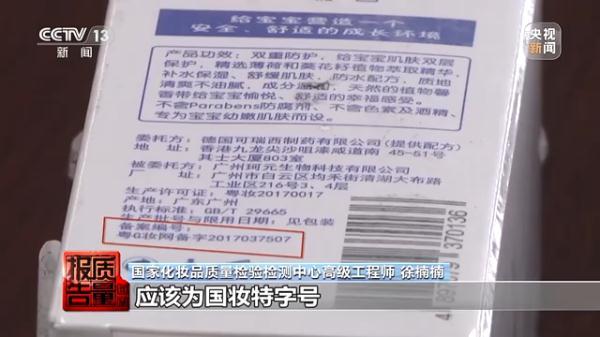 CCTV 13
新闻
央视
新闻
给宝宝营造一个
安全、舒适的成长环境
产品功效：双重防护，给宝宝肌肤双层
保护，精选薄荷和葵花籽植物萃取精华，
补水保湿、舒缓肌肤，防水配方，质地
清爽不油腻，成分温和，天然的植物馨
香带给宝宝愉悦、舒适的幸福感受。
不含Parabens防腐剂，不含色素及酒精，
专为宝宝幼嫩肌肤而设。
委托方：德国可瑞西制药有限公司(提供配方)
地址：香港九龙尖沙咀漆咸道南 45-51号
其士大厦803室
被委托方：广州珂元生物科技有限公司
厂 址：广州市白云区均禾街清湖大布路
工业区216号3、4层
生产许可证：粤妆20170017
产地：广东广州
执行标准：GB/T 29665
生产批号与限用日期：见包装
备案编号：
粤G妆网备字2017037507
370136
质量
报告
国家化妆品质量检验检测中心高级工程师 徐楠楠
应该为国妆特字号